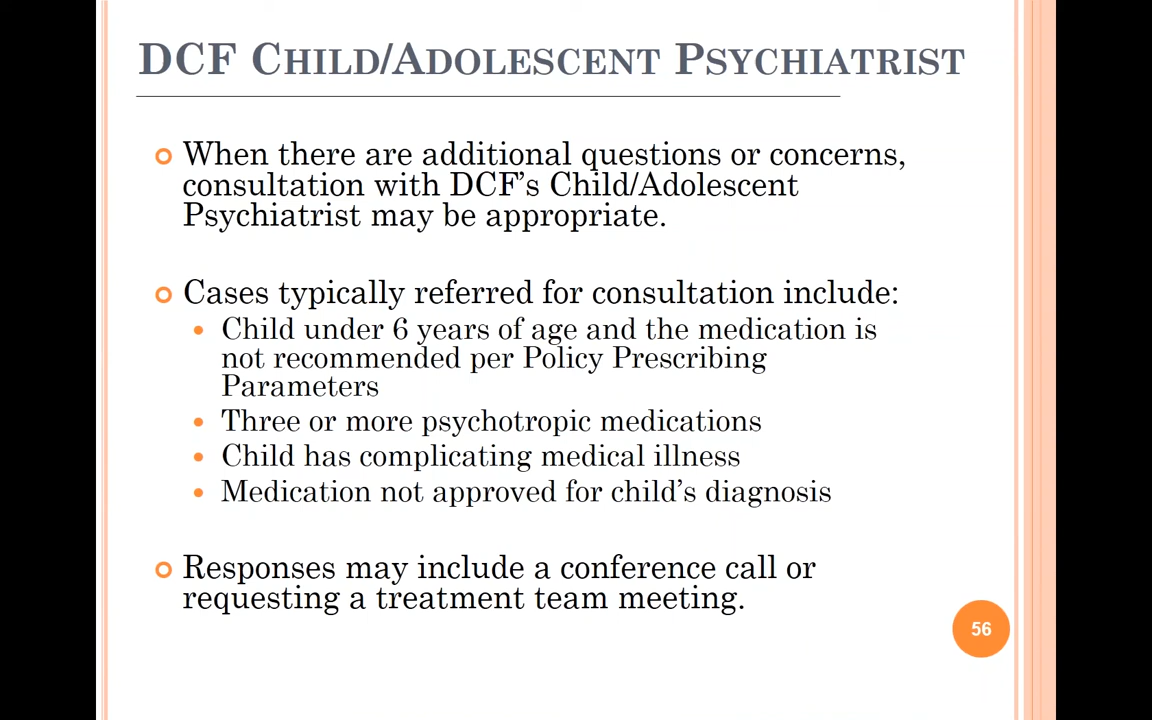 DCF CHILD/ADOLESCENT PSYCHIATRIST
When there are additional questions or concerns,
consultation with DCF's Child/Adolescent
Psychiatrist may be appropriate.
Cases typically referred for consultation include:
Child under 6 years of age and the medication is
not recommended per Policy Prescribing
Parameters
Three or more psychotropic medications
Child has complicating medical illness
Medication not approved for child's diagnosis
Responses may include a conference call or
requesting a treatment team meeting.
56